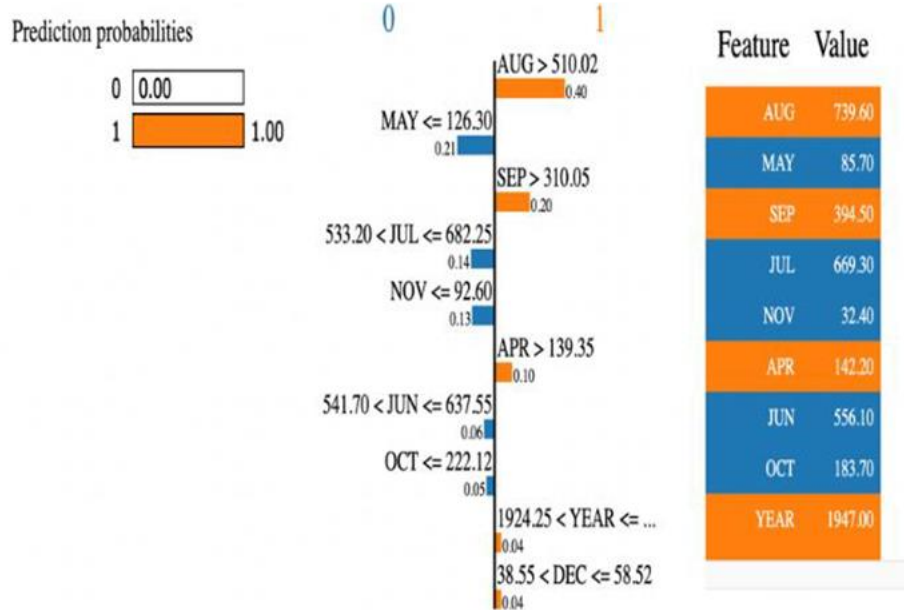 Prediction probabilities
0 0.00
1 1.00
0 1
AUG > 510.02
0.40
MAY <= 126.30
0.21
SEP > 310.05
0.20
533.20 < JUL <= 682.25
0.14
NOV <= 92.60
0.13
APR > 139.35
0.10
541.70 < JUN <= 637.55
0.06
OCT <= 222.12
0.05
1924.25 < YEAR <= ...
0.04
38.55 < DEC <= 58.52
0.04
Feature Value
AUG 739.60
MAY 85.70
SEP 394.50
JUL 669.30
NOV 32.40
APR 142.20
JUN 556.10
OCT 183.70
YEAR 1947.00